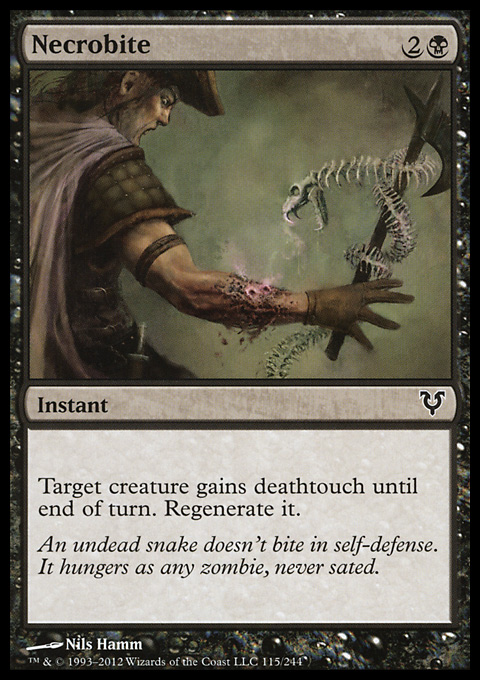 Necrobite 2
Instant
Target creature gains deathtouch until
end of turn. Regenerate it.
An undead snake doesn't bite in self-defense.
It hungers as any zombie, never sated.
Nils Hamm
™ & © 1993–2012 Wizards of the Coast LLC 115/244